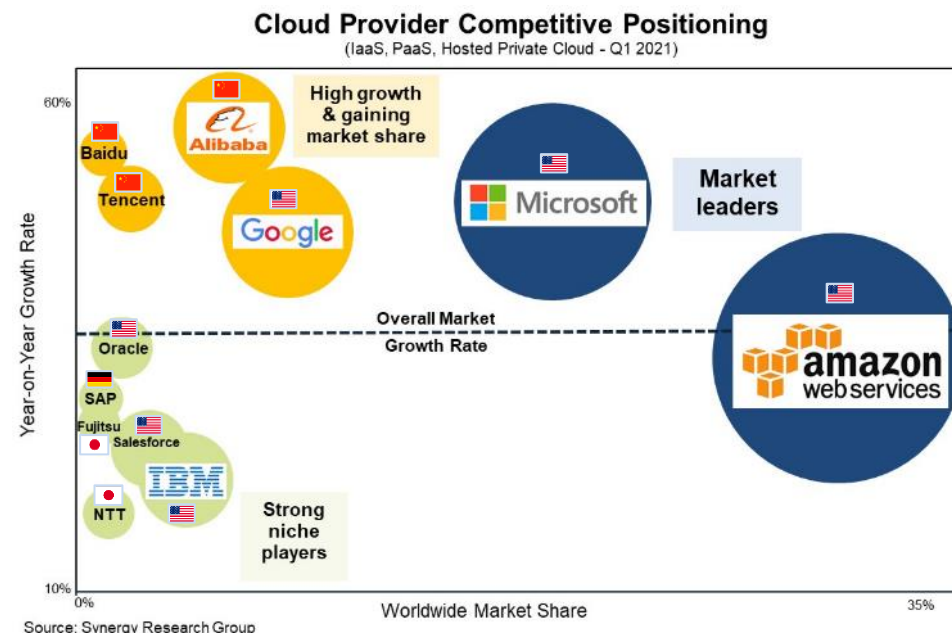 Cloud Provider Competitive Positioning
(IaaS, PaaS, Hosted Private Cloud - Q1 2021)
Year-on-Year Growth Rate
60%
Baidu
Tencent
Alibaba
High growth
& gaining
market share
Google
Microsoft
Market
leaders
Overall Market
Growth Rate
amazon
web services
Oracle
SAP
Fujitsu
Salesforce
IBM
NTT
Strong
niche
players
10%
0%
Worldwide Market Share
35%
Source: Synergy Research Group